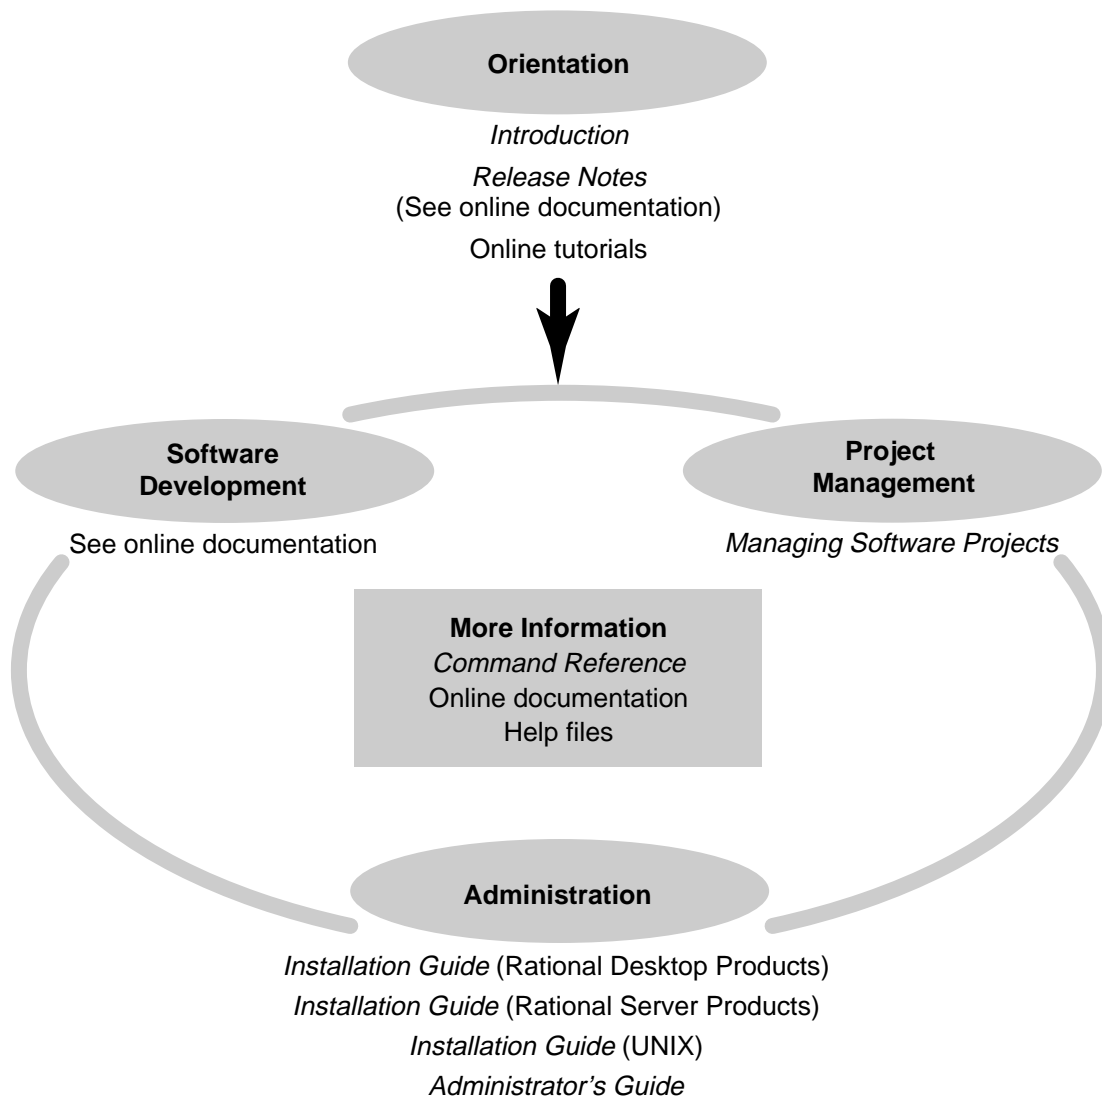 Orientation
Introduction
Release Notes
(See online documentation)
Online tutorials
Software
Development
See online documentation
Project
Management
Managing Software Projects
More Information
Command Reference
Online documentation
Help files
Administration
Installation Guide (Rational Desktop Products)
Installation Guide (Rational Server Products)
Installation Guide (UNIX)
Administrator's Guide